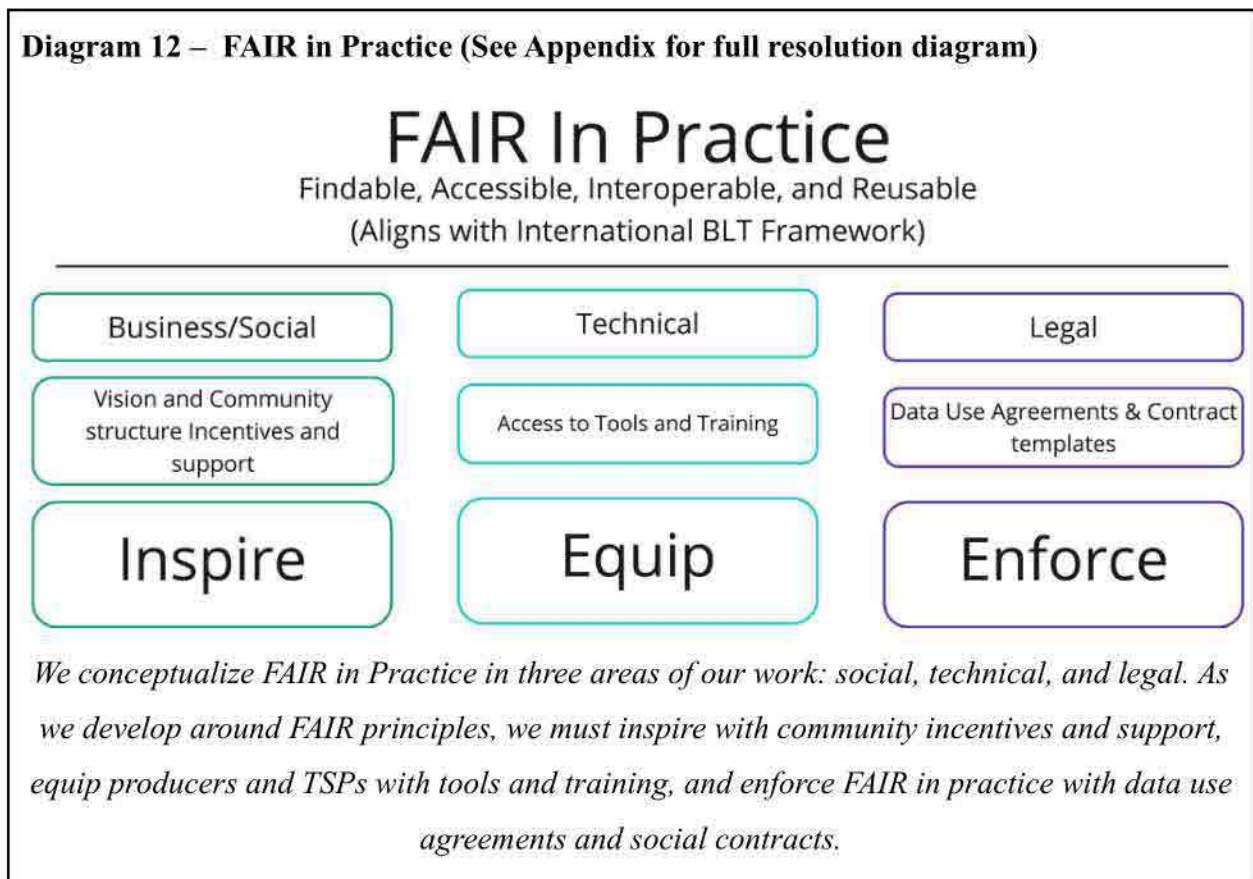 Diagram 12 – FAIR in Practice (See Appendix for full resolution diagram)
FAIR In Practice
Findable, Accessible, Interoperable, and Reusable
(Aligns with International BLT Framework)
Business/Social
Technical
Legal
Vision and Community
structure Incentives and
support
Access to Tools and Training
Data Use Agreements & Contract
templates
Inspire
Equip
Enforce
We conceptualize FAIR in Practice in three areas of our work: social, technical, and legal. As
we develop around FAIR principles, we must inspire with community incentives and support,
equip producers and TSPs with tools and training, and enforce FAIR in practice with data use
agreements and social contracts.